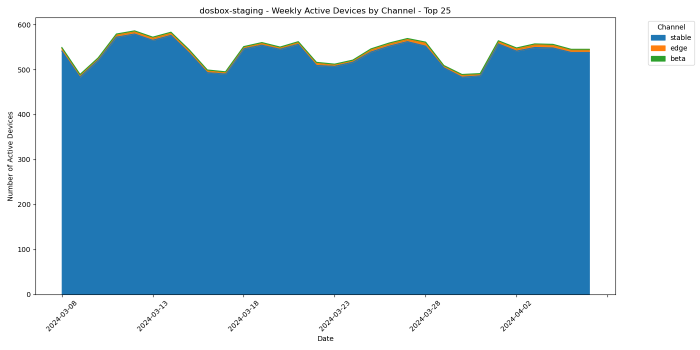 dosbox-staging - Weekly Active Devices by Channel - Top 25
Channel
stable
edge
beta
Number of Active Devices
600
500
400
300
200
100
0
2024-03-08
2024-03-13
2024-03-18
2024-03-23
2024-03-28
2024-04-02
Date